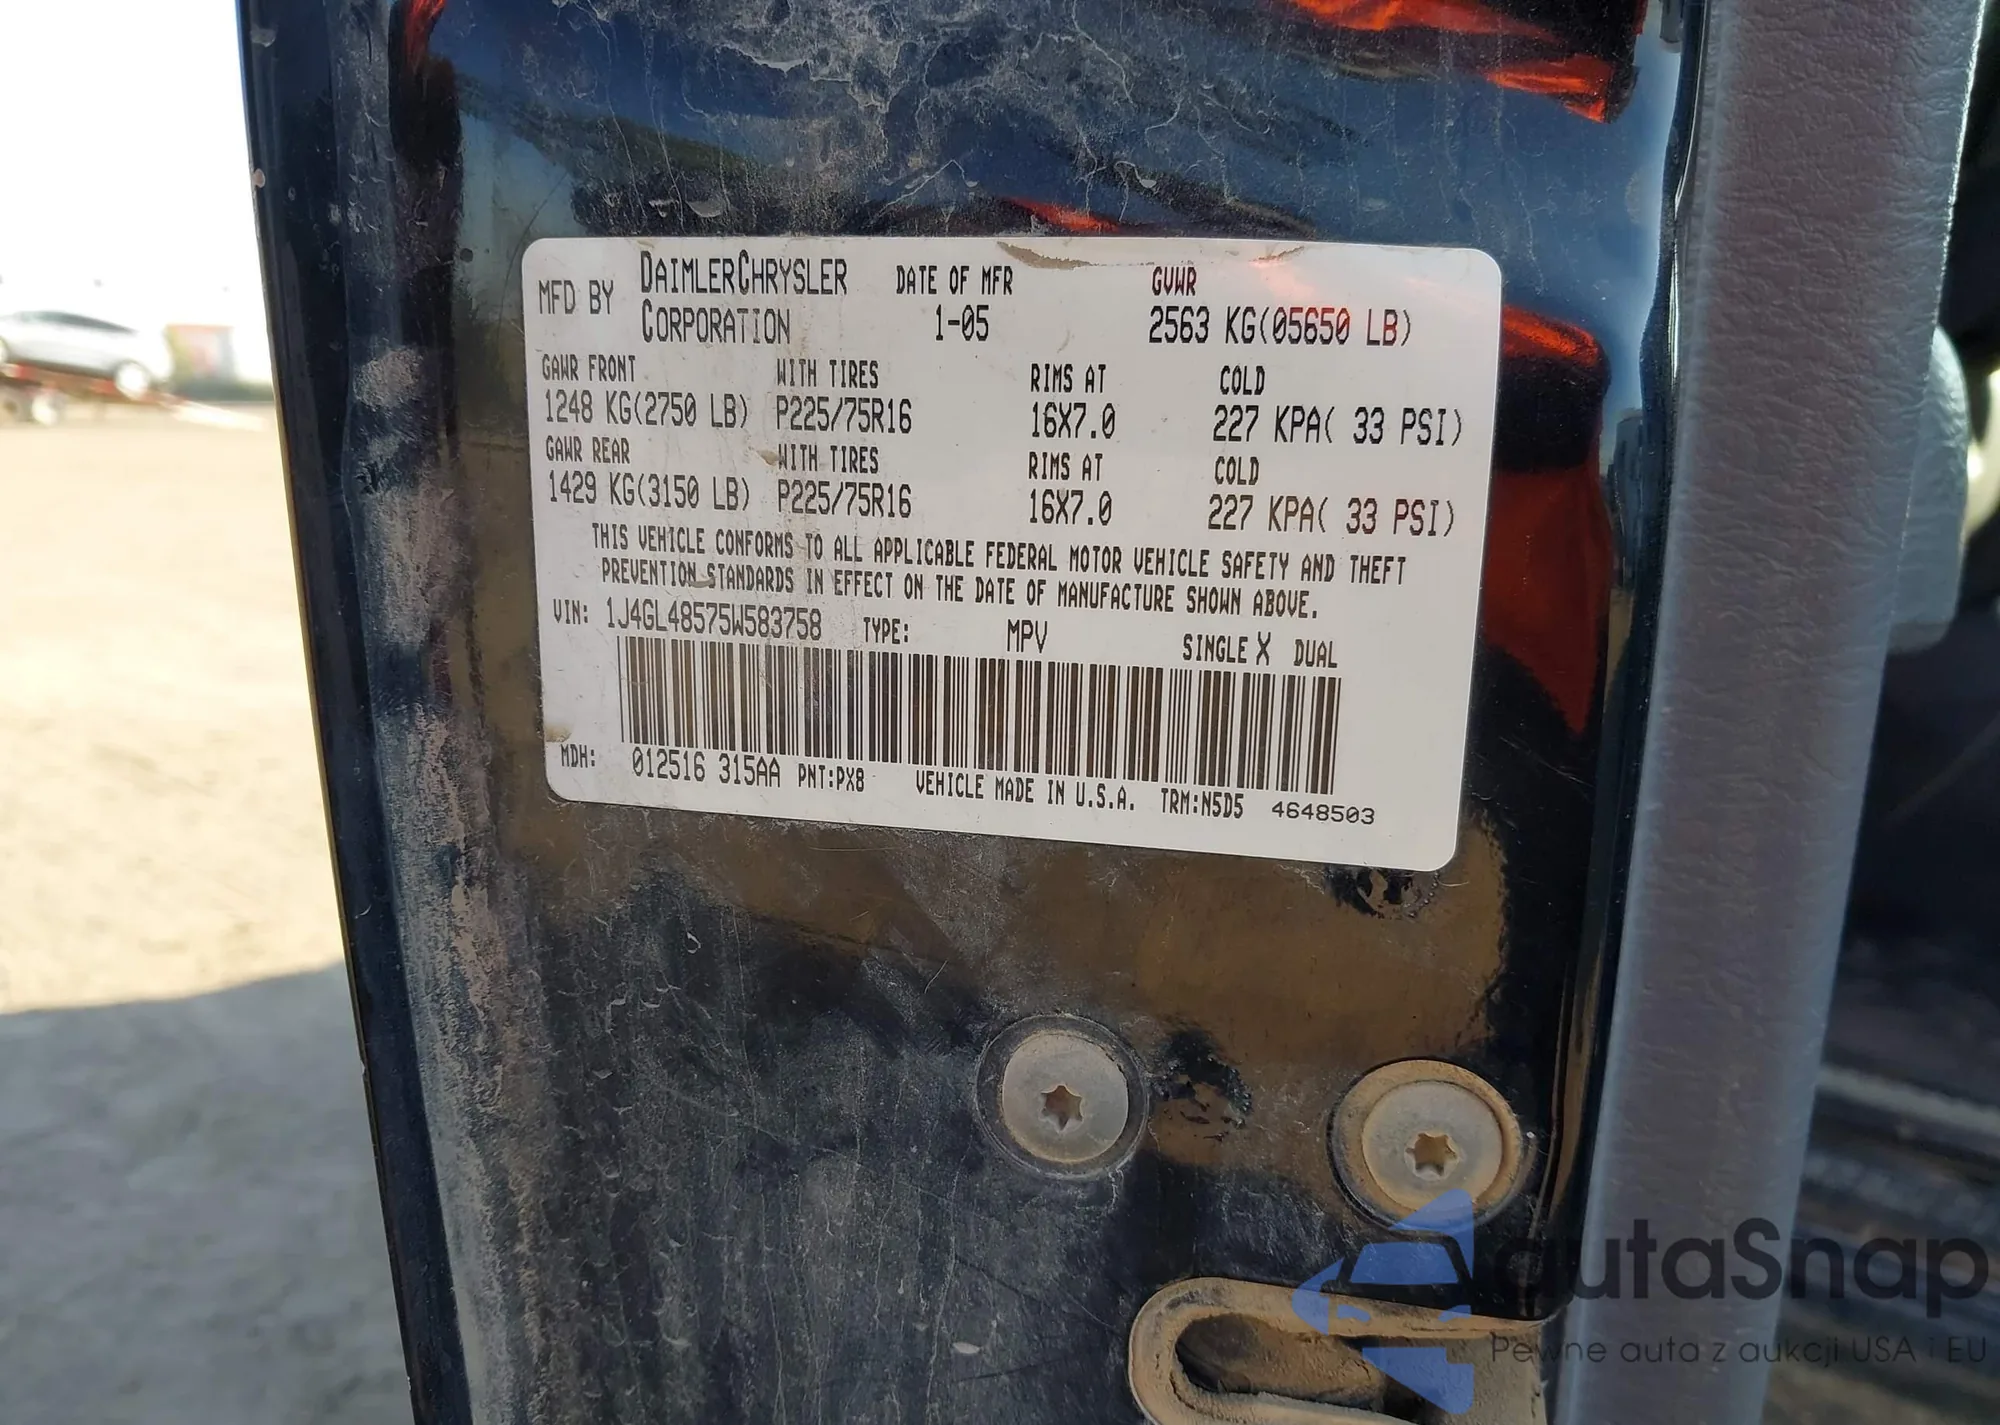 MFD BY DAIMLERCHRYSLER CORPORATION DATE OF MFR 1-05 GVWR 2563 KG(05650 LB)
GAWR FRONT WITH TIRES RIMS AT COLD
1248 KG(2750 LB) P225/75R16 16X7.0 227 KPA( 33 PSI)
GAWR REAR WITH TIRES RIMS AT COLD
1429 KG(3150 LB) P225/75R16 16X7.0 227 KPA( 33 PSI)
THIS VEHICLE CONFORMS TO ALL APPLICABLE FEDERAL MOTOR VEHICLE SAFETY AND THEFT
PREVENTION STANDARDS IN EFFECT ON THE DATE OF MANUFACTURE SHOWN ABOVE.
VIN: 1J4GL48575W583758 TYPE: MPV SINGLE X DUAL
MDH: 012516 315AA PNT:PX8 VEHICLE MADE IN U.S.A. TRM:N5D5 4648503
autaSnap
Pewne auta z aukcji USA i EU